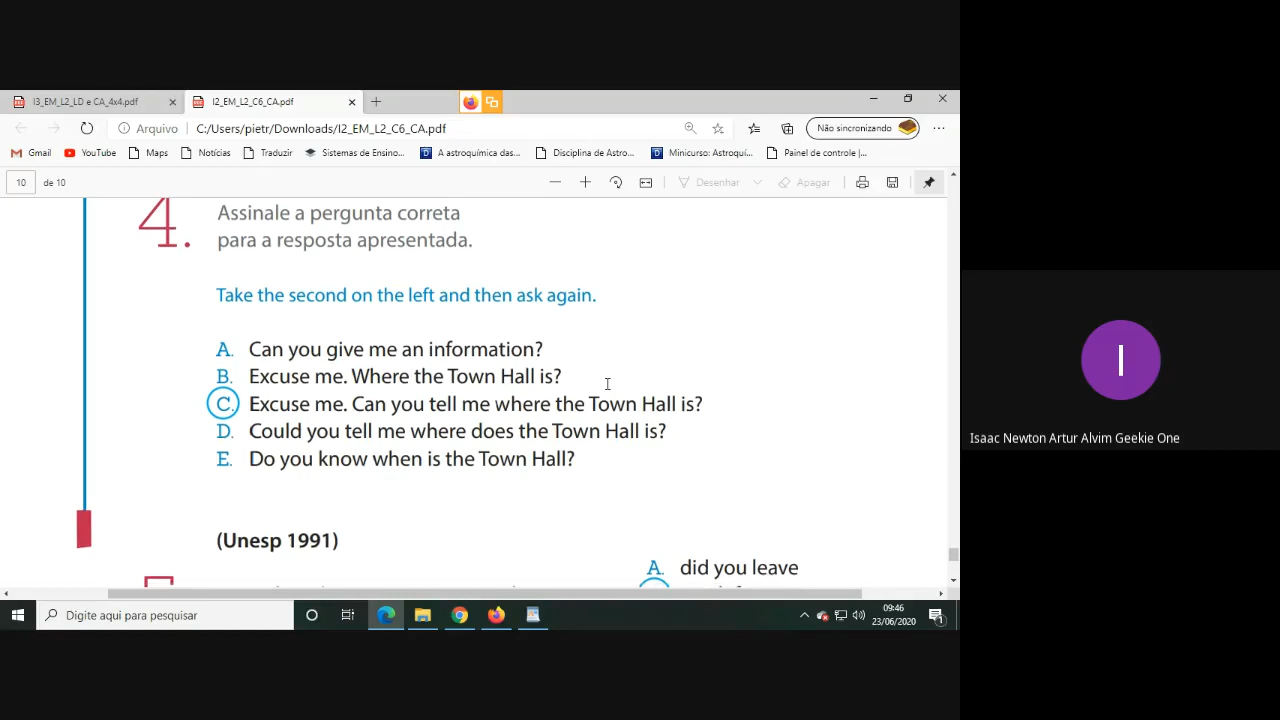 I3_EM_L2_LD e CA_4x4.pdf
I2_EM_L2_C6_CA.pdf
Arquivo
C:/Users/pietr/Downloads/I2_EM_L2_C6_CA.pdf
Não sincronizando
Gmail
YouTube
Maps
Notícias
Traduzir
Sistemas de Ensino...
A astroquímica das...
Disciplina de Astro...
Minicurso: Astroquí...
Painel de controle |...
10 de 10
Desenhar
Apagar
4. Assinale a pergunta correta
para a resposta apresentada.
Take the second on the left and then ask again.
A. Can you give me an information?
B. Excuse me. Where the Town Hall is?
C. Excuse me. Can you tell me where the Town Hall is?
D. Could you tell me where does the Town Hall is?
E. Do you know when is the Town Hall?
(Unesp 1991)
A. did you leave
Digite aqui para pesquisar
09:46
23/06/2020
1
I
Isaac Newton Artur Alvim Geekie One